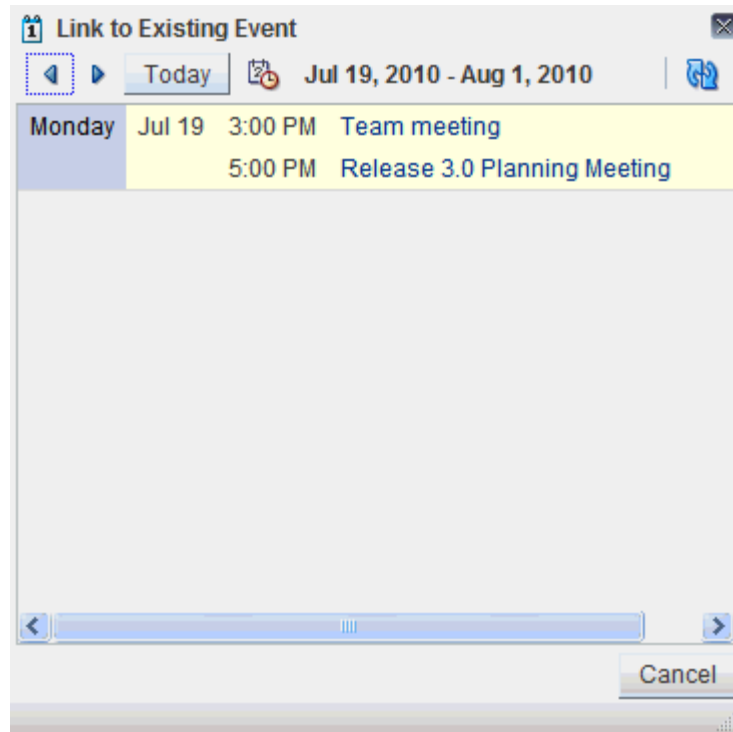 Link to Existing Event
Today Jul 19, 2010 - Aug 1, 2010
Monday Jul 19 3:00 PM Team meeting
5:00 PM Release 3.0 Planning Meeting
Cancel